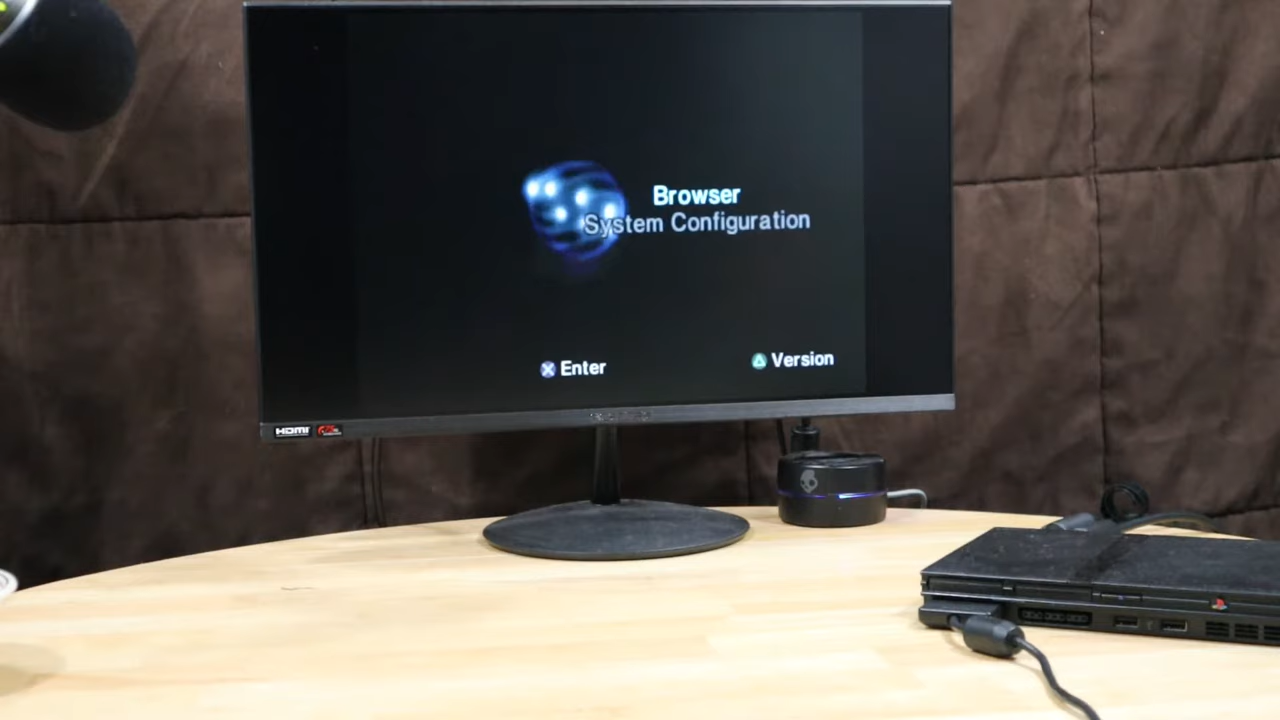 Browser
System Configuration
Enter
Version
HDMI